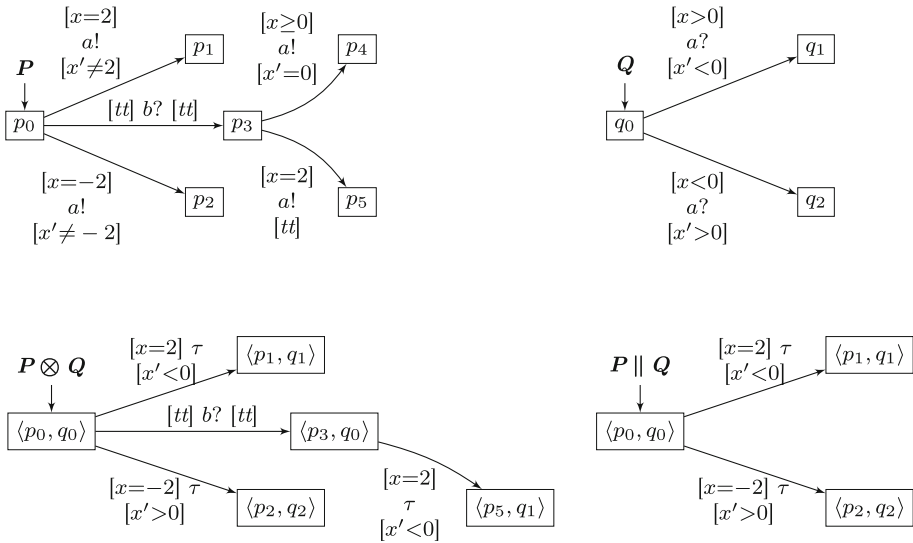 [x=2]
a!
[x′≠2]
P
p₀
p₁
[tt] b? [tt]
p₃
[x≥0]
a!
[x′=0]
p₄
[x=−2]
a!
[x′≠ − 2]
p₂
[x=2]
a!
[tt]
p₅
[x>0]
a?
[x′<0]
Q
q₀
q₁
[x<0]
a?
[x′>0]
q₂
P ⊗ Q
[x=2] τ
[x′<0]
⟨p₁, q₁⟩
⟨p₀, q₀⟩
[tt] b? [tt]
⟨p₃, q₀⟩
[x=−2] τ
[x′>0]
⟨p₂, q₂⟩
[x=2]
τ
[x′<0]
⟨p₅, q₁⟩
P ∥ Q
[x=2] τ
[x′<0]
⟨p₁, q₁⟩
⟨p₀, q₀⟩
[x=−2] τ
[x′>0]
⟨p₂, q₂⟩